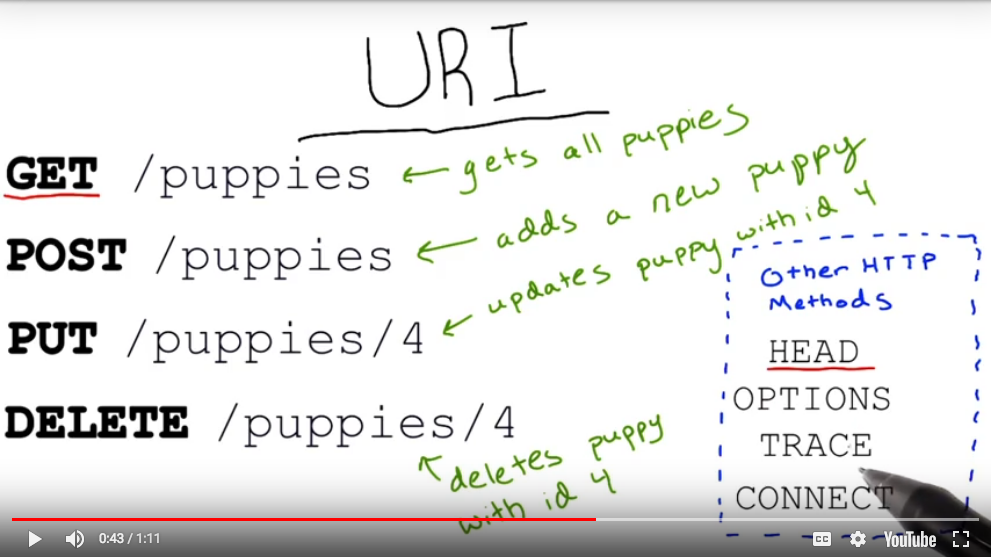 URI
GET /puppies ← gets all puppies
POST /puppies ← adds a new puppy
PUT /puppies/4 ← updates puppy with id 4
DELETE /puppies/4
deletes puppy
with id 4
Other HTTP
Methods
HEAD
OPTIONS
TRACE
CONNECT
0:43 / 1:11
CC
YouTube